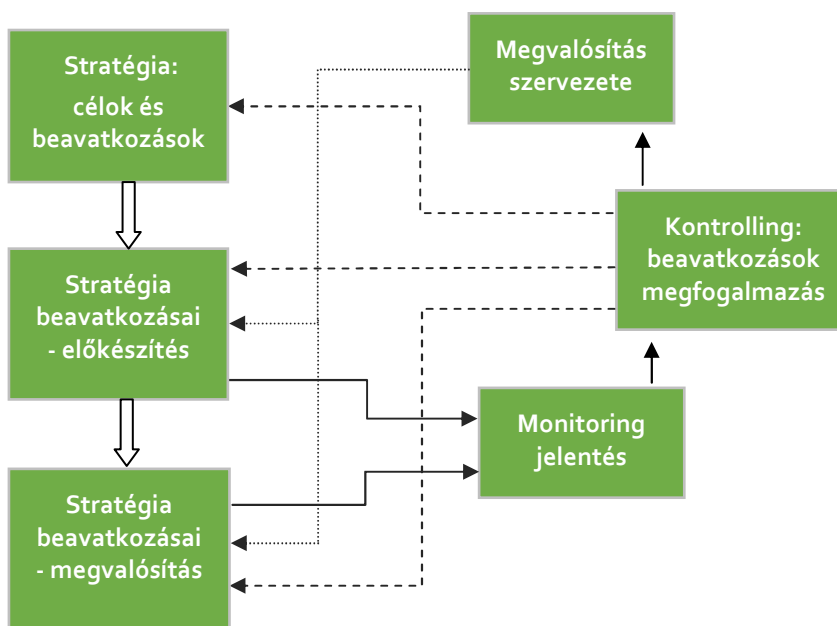 Stratégia:
célok és
beavatkozások
Megvalósítás
szervezete
Kontrolling:
beavatkozások
megfogalmazás
Stratégia
beavatkozásai
- előkészítés
Monitoring
jelentés
Stratégia
beavatkozásai
- megvalósítás